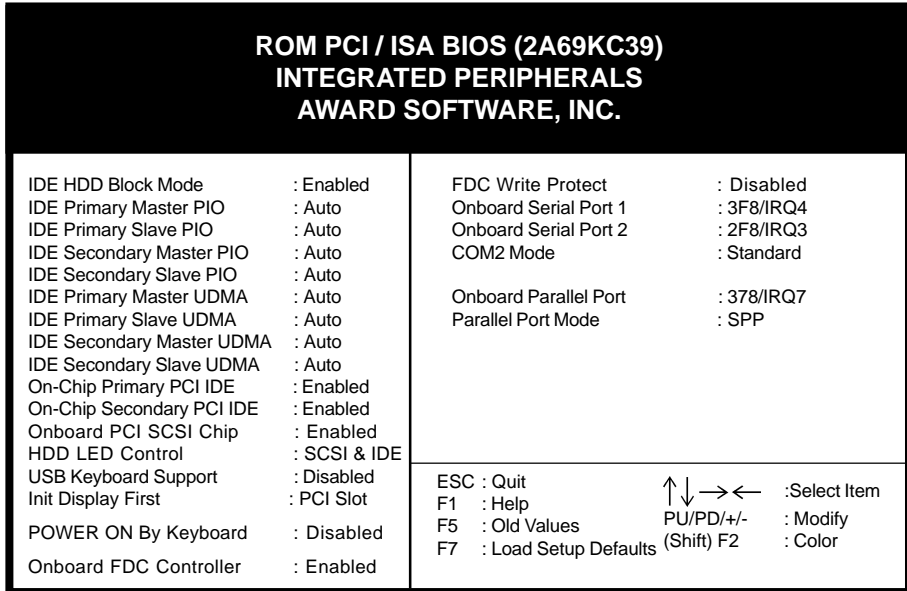 ROM PCI / ISA BIOS (2A69KC39)
INTEGRATED PERIPHERALS
AWARD SOFTWARE, INC.
IDE HDD Block Mode : Enabled
IDE Primary Master PIO : Auto
IDE Primary Slave PIO : Auto
IDE Secondary Master PIO : Auto
IDE Secondary Slave PIO : Auto
IDE Primary Master UDMA : Auto
IDE Primary Slave UDMA : Auto
IDE Secondary Master UDMA : Auto
IDE Secondary Slave UDMA : Auto
On-Chip Primary PCI IDE : Enabled
On-Chip Secondary PCI IDE : Enabled
Onboard PCI SCSI Chip : Enabled
HDD LED Control : SCSI & IDE
USB Keyboard Support : Disabled
Init Display First : PCI Slot
POWER ON By Keyboard : Disabled
Onboard FDC Controller : Enabled
FDC Write Protect : Disabled
Onboard Serial Port 1 : 3F8/IRQ4
Onboard Serial Port 2 : 2F8/IRQ3
COM2 Mode : Standard
Onboard Parallel Port : 378/IRQ7
Parallel Port Mode : SPP
ESC : Quit
F1 : Help
F5 : Old Values
F7 : Load Setup Defaults
↑↓→← :Select Item
PU/PD/+/- : Modify
(Shift) F2 : Color